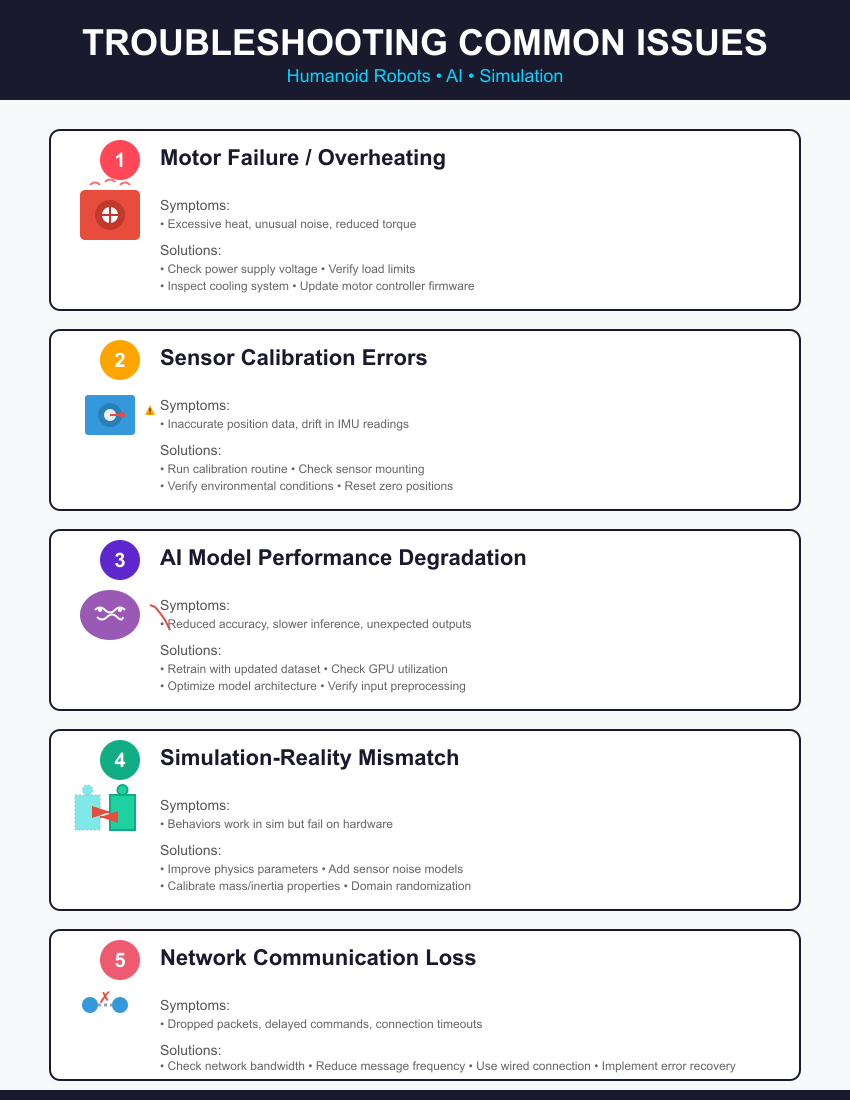 TROUBLESHOOTING COMMON ISSUES
Humanoid Robots • AI • Simulation
1
Motor Failure / Overheating
Symptoms:
• Excessive heat, unusual noise, reduced torque
Solutions:
• Check power supply voltage • Verify load limits
• Inspect cooling system • Update motor controller firmware
2
Sensor Calibration Errors
Symptoms:
• Inaccurate position data, drift in IMU readings
Solutions:
• Run calibration routine • Check sensor mounting
• Verify environmental conditions • Reset zero positions
3
AI Model Performance Degradation
Symptoms:
• Reduced accuracy, slower inference, unexpected outputs
Solutions:
• Retrain with updated dataset • Check GPU utilization
• Optimize model architecture • Verify input preprocessing
4
Simulation-Reality Mismatch
Symptoms:
• Behaviors work in sim but fail on hardware
Solutions:
• Improve physics parameters • Add sensor noise models
• Calibrate mass/inertia properties • Domain randomization
5
Network Communication Loss
Symptoms:
• Dropped packets, delayed commands, connection timeouts
Solutions:
• Check network bandwidth • Reduce message frequency • Use wired connection • Implement error recovery